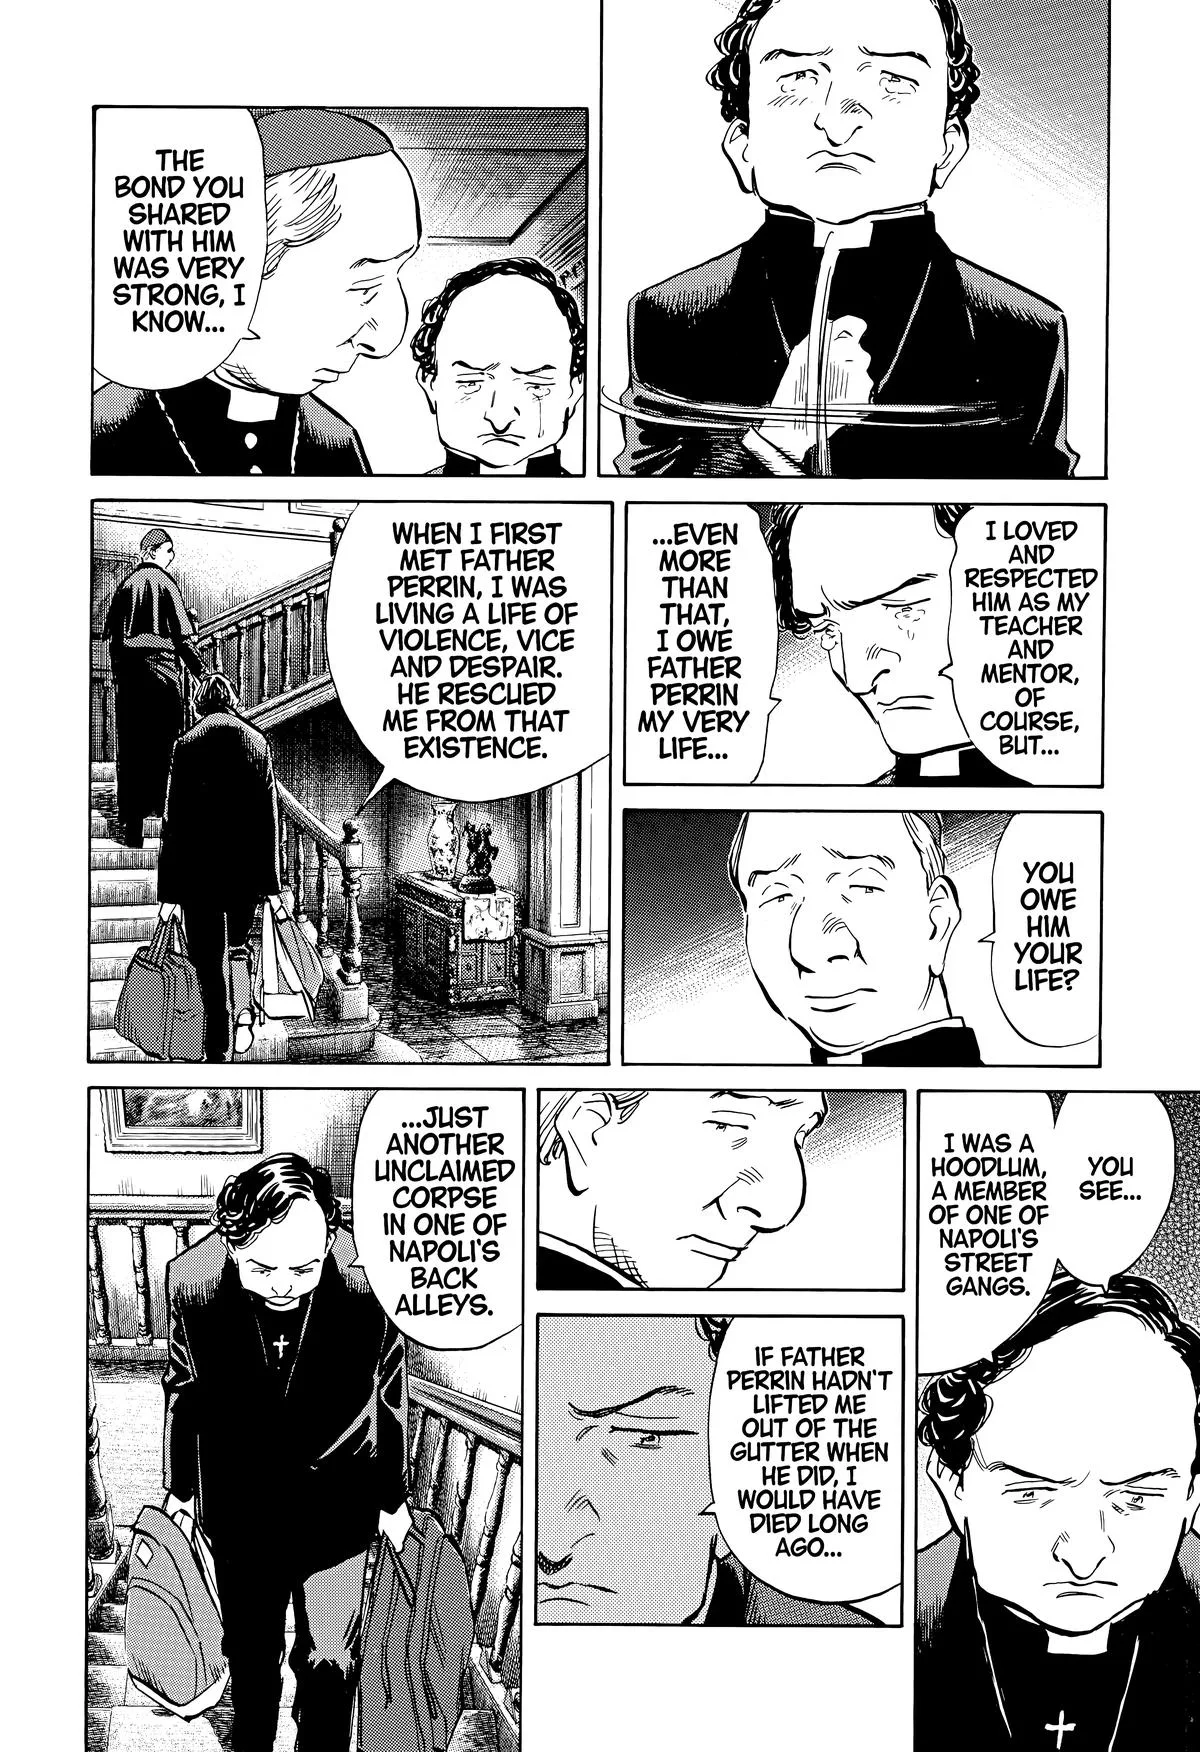 THE
BOND YOU
SHARED
WITH HIM
WAS VERY
STRONG, I
KNOW...
I LOVED
AND
RESPECTED
HIM AS MY
TEACHER
AND
MENTOR,
OF
COURSE,
BUT...
...EVEN
MORE
THAN
THAT,
I OWE
FATHER
PERRIN
MY VERY
LIFE...
YOU
OWE
HIM
YOUR
LIFE?
WHEN I FIRST
MET FATHER
PERRIN, I WAS
LIVING A LIFE OF
VIOLENCE, VICE
AND DESPAIR.
HE RESCUED
ME FROM THAT
EXISTENCE.
YOU
SEE...
I WAS A
HOODLUM,
A MEMBER
OF ONE OF
NAPOLI'S
STREET
GANGS.
IF FATHER
PERRIN HADN'T
LIFTED ME
OUT OF THE
GUTTER WHEN
HE DID, I
WOULD HAVE
DIED LONG
AGO...
...JUST
ANOTHER
UNCLAIMED
CORPSE
IN ONE OF
NAPOLI'S
BACK
ALLEYS.